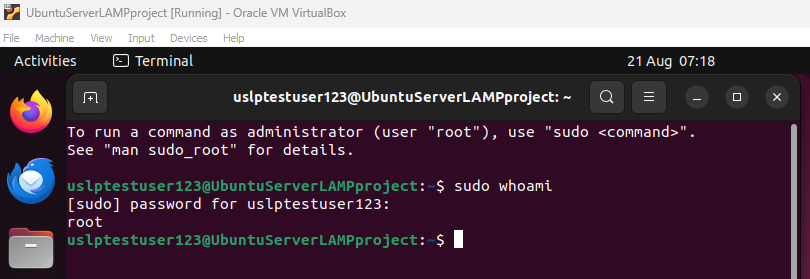 UbuntuServerLAMPproject [Running] - Oracle VM VirtualBox
File Machine View Input Devices Help
Activities Terminal 21 Aug 07:18
uslptestuser123@UbuntuServerLAMPproject: ~
To run a command as administrator (user "root"), use "sudo <command>".
See "man sudo_root" for details.
uslptestuser123@UbuntuServerLAMPproject:~$ sudo whoami
[sudo] password for uslptestuser123:
root
uslptestuser123@UbuntuServerLAMPproject:~$